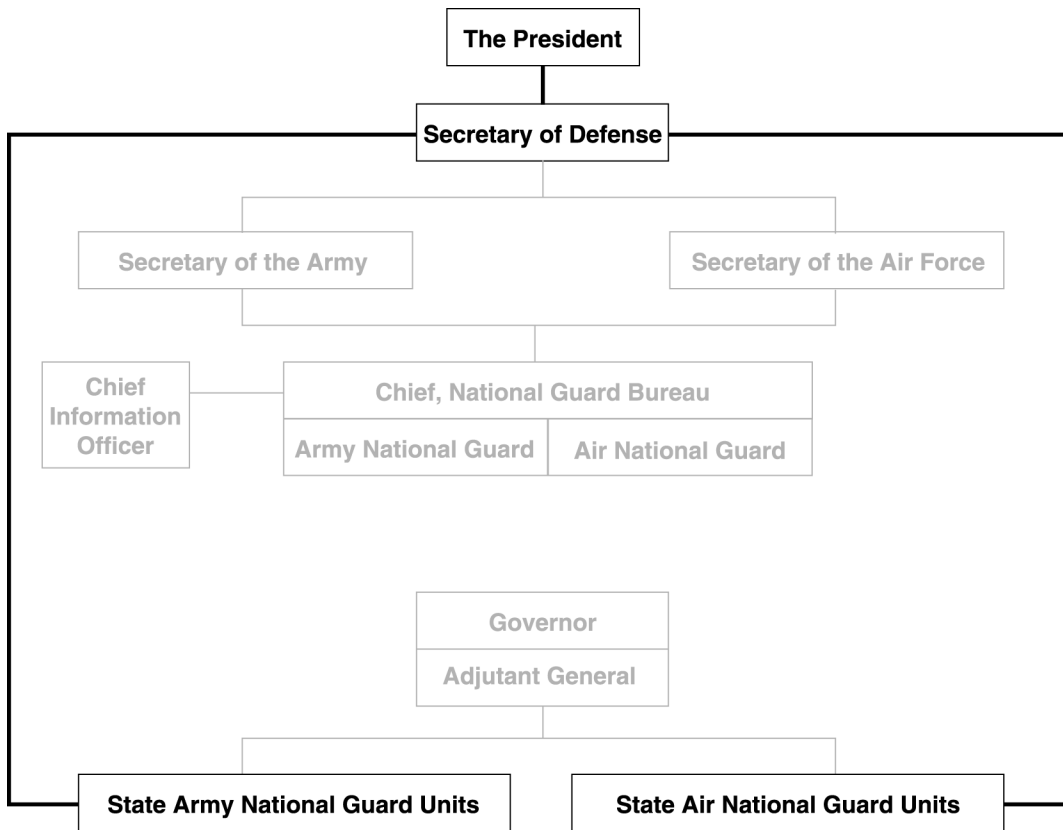 The President
Secretary of Defense
Secretary of the Army
Secretary of the Air Force
Chief
Information
Officer
Chief, National Guard Bureau
Army National Guard
Air National Guard
Governor
Adjutant General
State Army National Guard Units
State Air National Guard Units